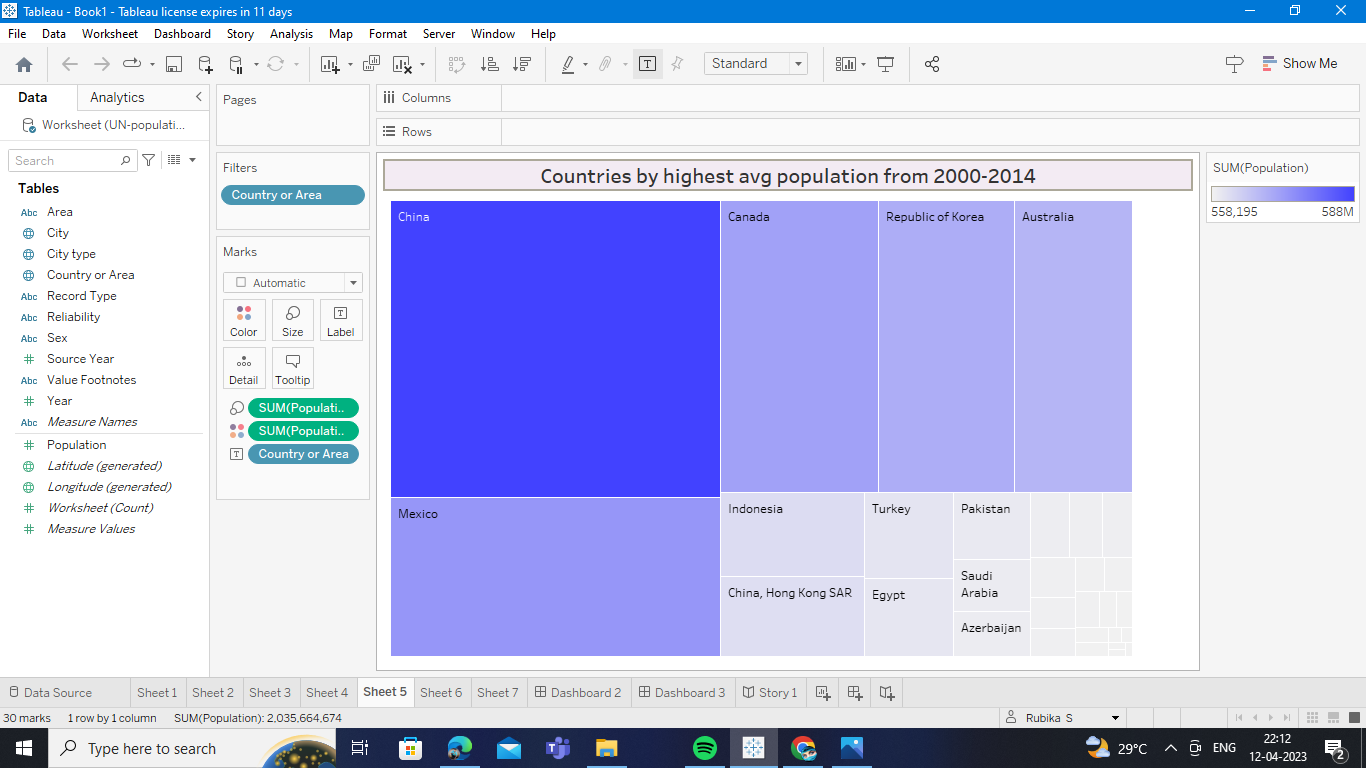 Tableau - Book1 - Tableau license expires in 11 days
File Data Worksheet Dashboard Story Analysis Map Format Server Window Help
Standard
Show Me
Data Analytics
Worksheet (UN-populati...
Search
Tables
Abc Area
City
City type
Country or Area
Abc Record Type
Abc Reliability
Abc Sex
# Source Year
Abc Value Footnotes
# Year
Abc Measure Names
# Population
Latitude (generated)
Longitude (generated)
# Worksheet (Count)
# Measure Values
Pages
Filters
Country or Area
Marks
Automatic
Color Size Label
Detail Tooltip
SUM(Populati..
SUM(Populati..
Country or Area
Columns
Rows
Countries by highest avg population from 2000-2014
China
Canada
Republic of Korea
Australia
Mexico
Indonesia
Turkey
Pakistan
China, Hong Kong SAR
Egypt
Saudi
Arabia
Azerbaijan
SUM(Population)
558,195 588M
Data Source Sheet 1 Sheet 2 Sheet 3 Sheet 4 Sheet 5 Sheet 6 Sheet 7 Dashboard 2 Dashboard 3 Story 1
30 marks 1 row by 1 column SUM(Population): 2,035,664,674
Rubika S
Type here to search
29°C
ENG
22:12
12-04-2023
2